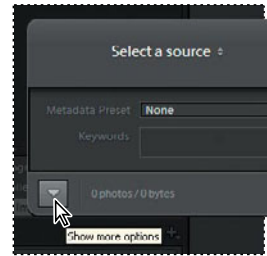 Select a source
Metadata Preset None
Keywords
0 photos / 0 bytes
Show more options